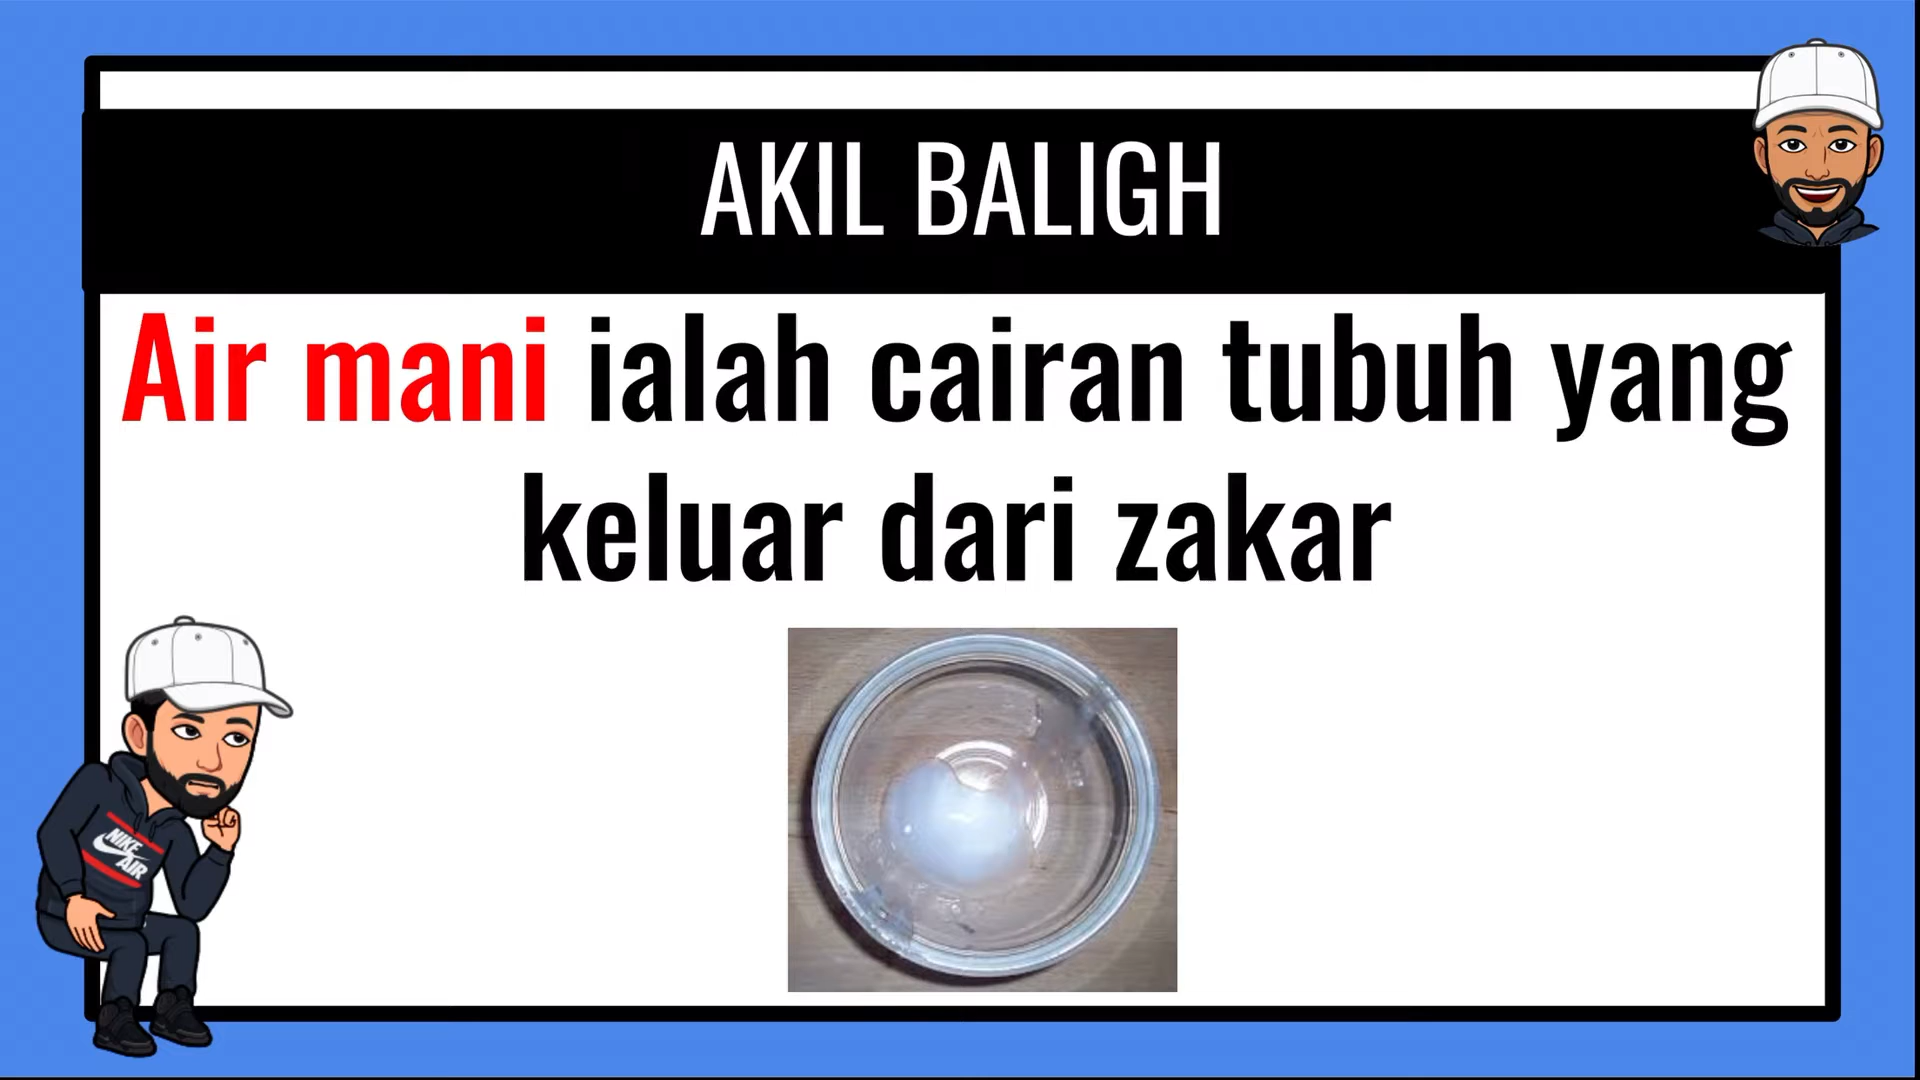 AKIL BALIGH
Air mani ialah cairan tubuh yang
keluar dari zakar
NIKE
AIR